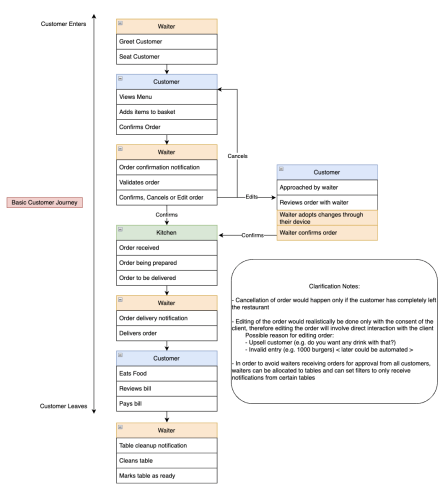 Customer Enters
Waiter
Greet Customer
Seat Customer
Customer
Views Menu
Adds items to basket
Confirms Order
Waiter
Order confirmation notification
Validates order
Confirms, Cancels or Edit order
Cancels
Edits
Confirms
Customer
Approached by waiter
Reviews order with waiter
Waiter adopts changes through
their device
Waiter confirms order
Confirms
Basic Customer Journey
Kitchen
Order received
Order being prepared
Order to be delivered
Waiter
Order delivery notification
Delivers order
Customer
Eats Food
Reviews bill
Pays bill
Customer Leaves
Waiter
Table cleanup notification
Cleans table
Marks table as ready
Clarification Notes:
- Cancellation of order would happen only if the customer has completely left
the restaurant
- Editing of the order would realistically be done only with the consent of the
client, therefore editing the order will involve direct interaction with the client
Possible reason for editing order:
- Upsell customer (e.g. do you want any drink with that?)
- Invalid entry (e.g. 1000 burgers) < later could be automated >
- In order to avoid waiters receiving orders for approval from all customers,
waiters can be allocated to tables and can set filters to only receive
notifications from certain tables